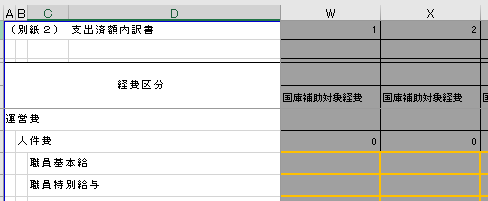 A B C D W X
（別紙２） 支出済額内訳書 1 2
経費区分
国庫補助対象経費 国庫補助対象経費
運営費
人件費 0 0
職員基本給
職員特別給与